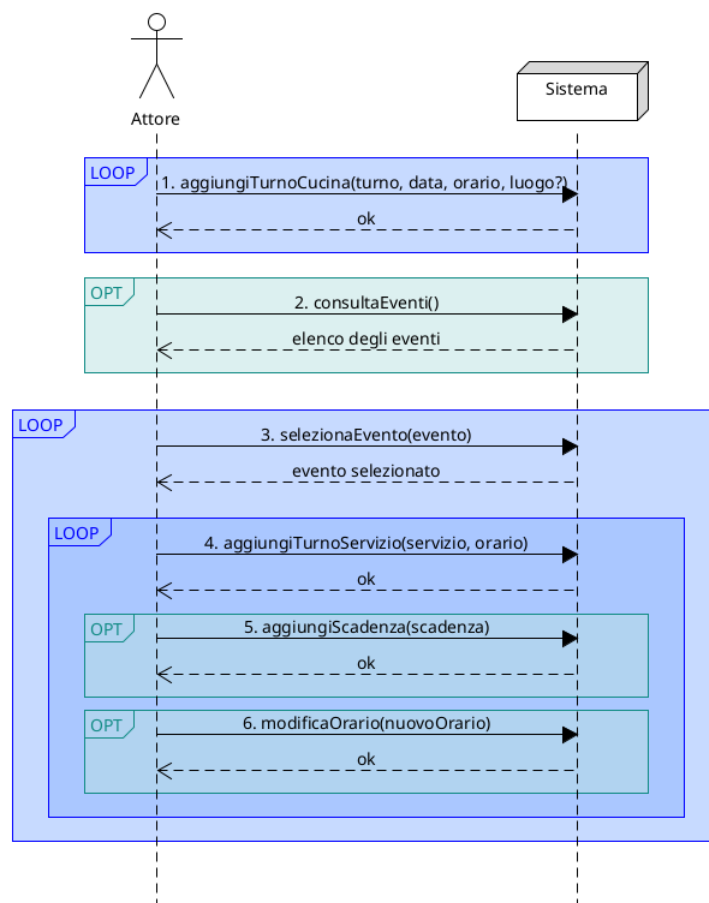 Attore
Sistema
LOOP
1. aggiungiTurnoCucina(turno, data, orario, luogo?)
ok
OPT
2. consultaEventi()
elenco degli eventi
LOOP
3. selezionaEvento(evento)
evento selezionato
LOOP
4. aggiungiTurnoServizio(servizio, orario)
ok
OPT
5. aggiungiScadenza(scadenza)
ok
OPT
6. modificaOrario(nuovoOrario)
ok